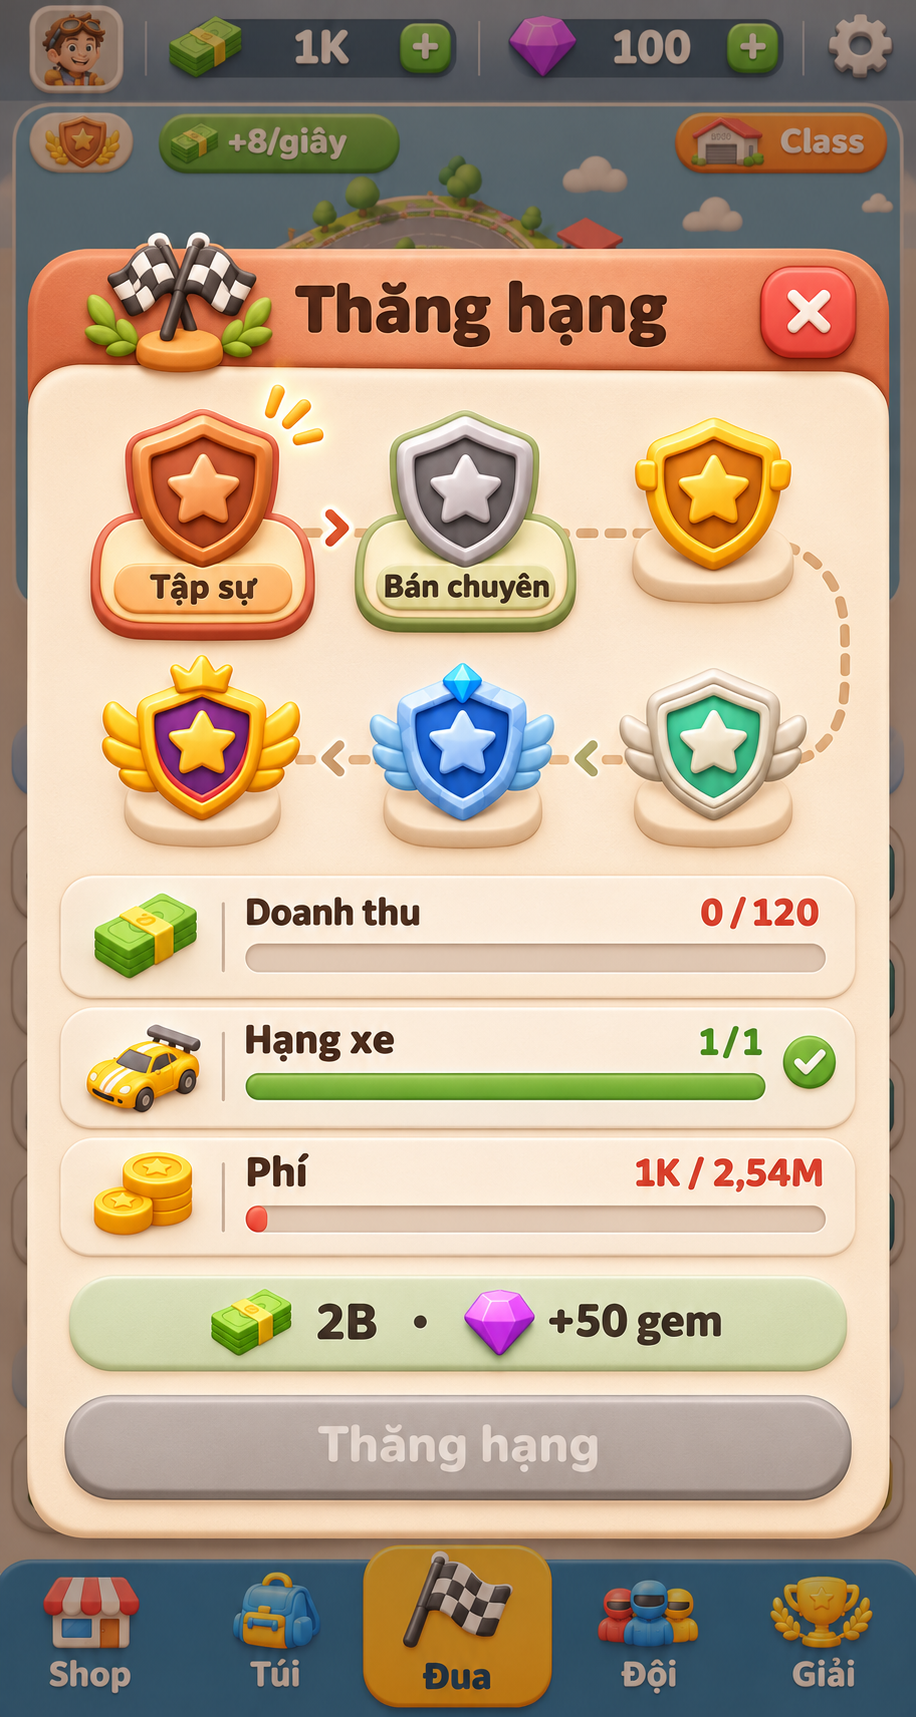 1K
100
+8/giây
Class
Thăng hạng
Tập sự
Bán chuyên
Doanh thu
0 / 120
Hạng xe
1/1
Phí
1K / 2,54M
2B • +50 gem
Thăng hạng
Shop
Túi
Đua
Đội
Giải